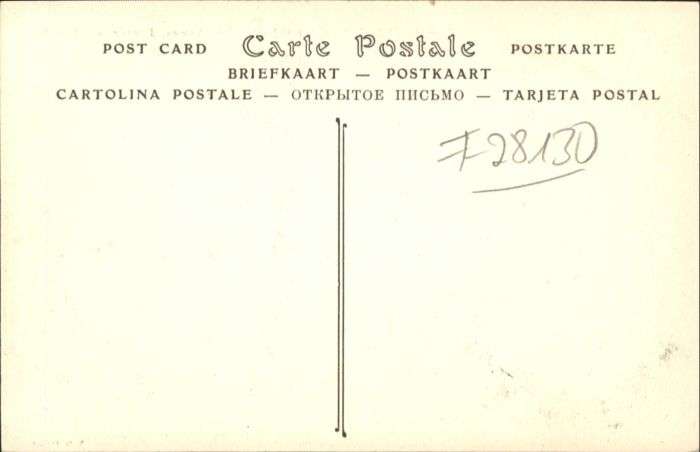 POST CARD Carte Postale POSTKARTE
BRIEFKAART — POSTKAART
CARTOLINA POSTALE — ОТКРЫТОЕ ПИСЬМО — TARJETA POSTAL
F28130